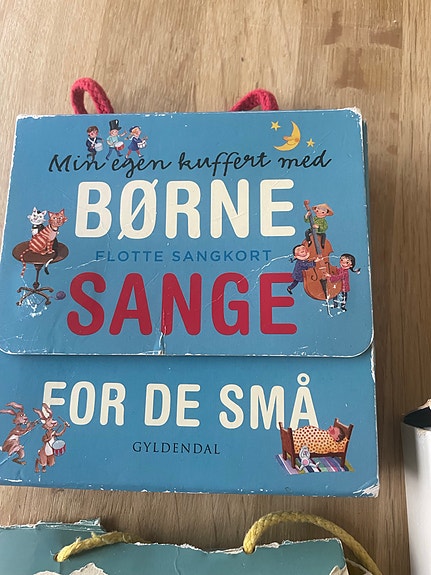 Min egen kuffert med
BØRNE
FLOTTE SANGKORT
SANGE
FOR DE SMÅ
GYLDENDAL